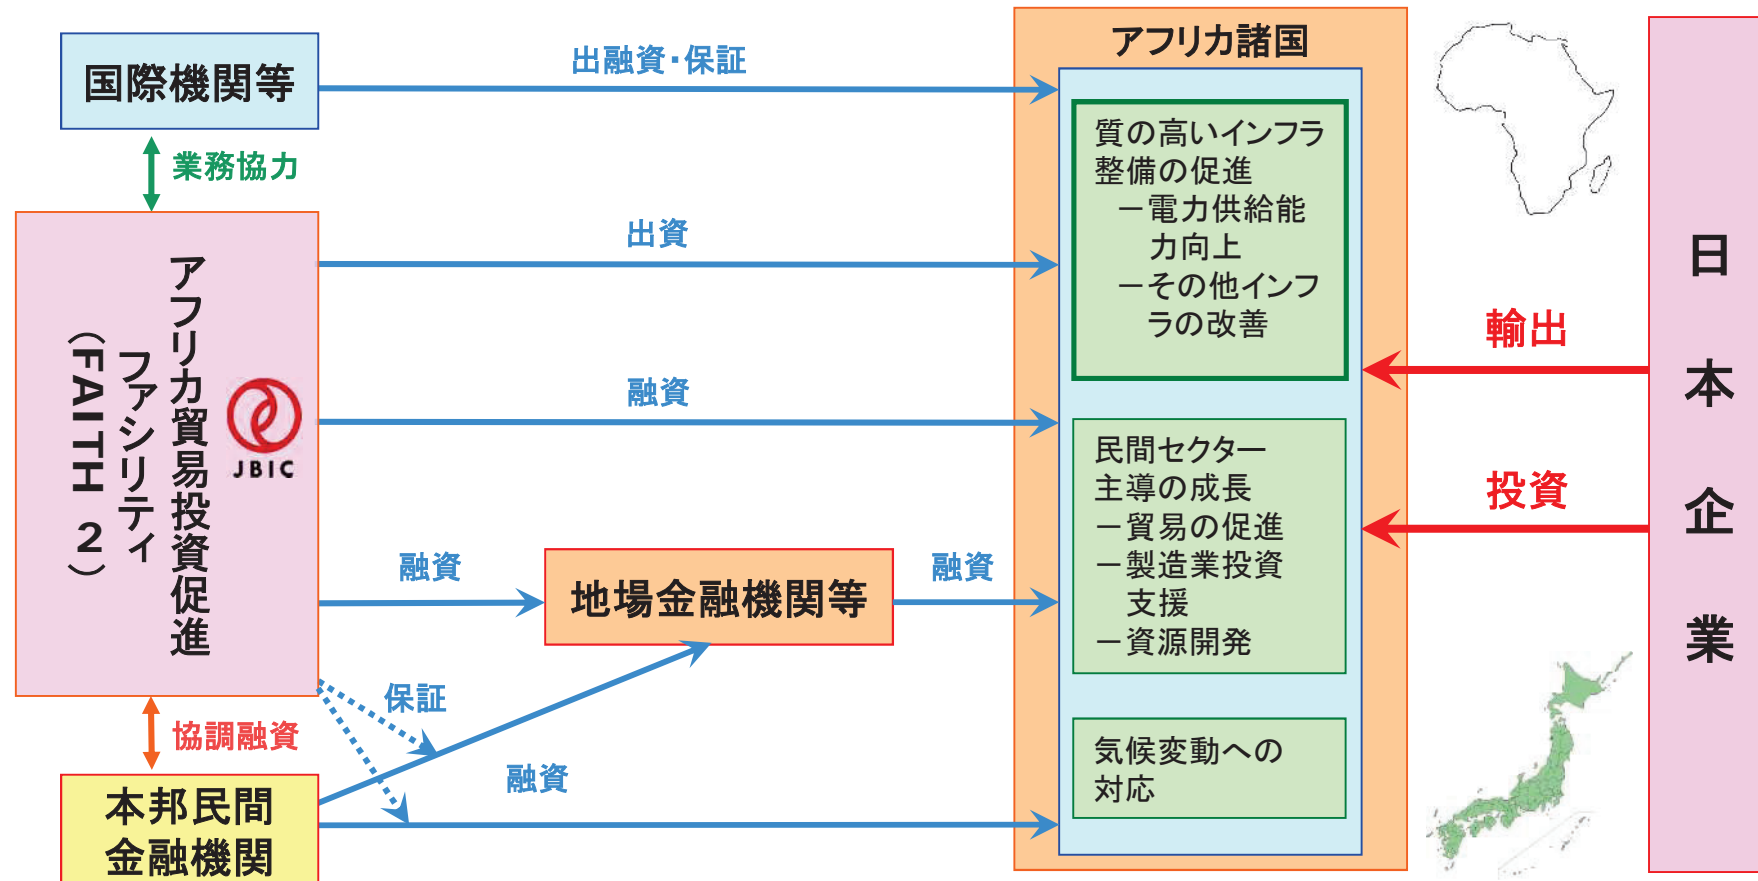 国際機関等
業務協力
アフリカ貿易投資促進
ファシリティ
（FAITH 2）
JBIC
協調融資
本邦民間
金融機関
出融資・保証
出資
融資
融資
地場金融機関等
融資
保証
融資
アフリカ諸国
質の高いインフラ
整備の促進
－電力供給能
力向上
－その他インフ
ラの改善
民間セクター
主導の成長
－貿易の促進
－製造業投資
支援
－資源開発
気候変動への
対応
輸出
投資
日本企業